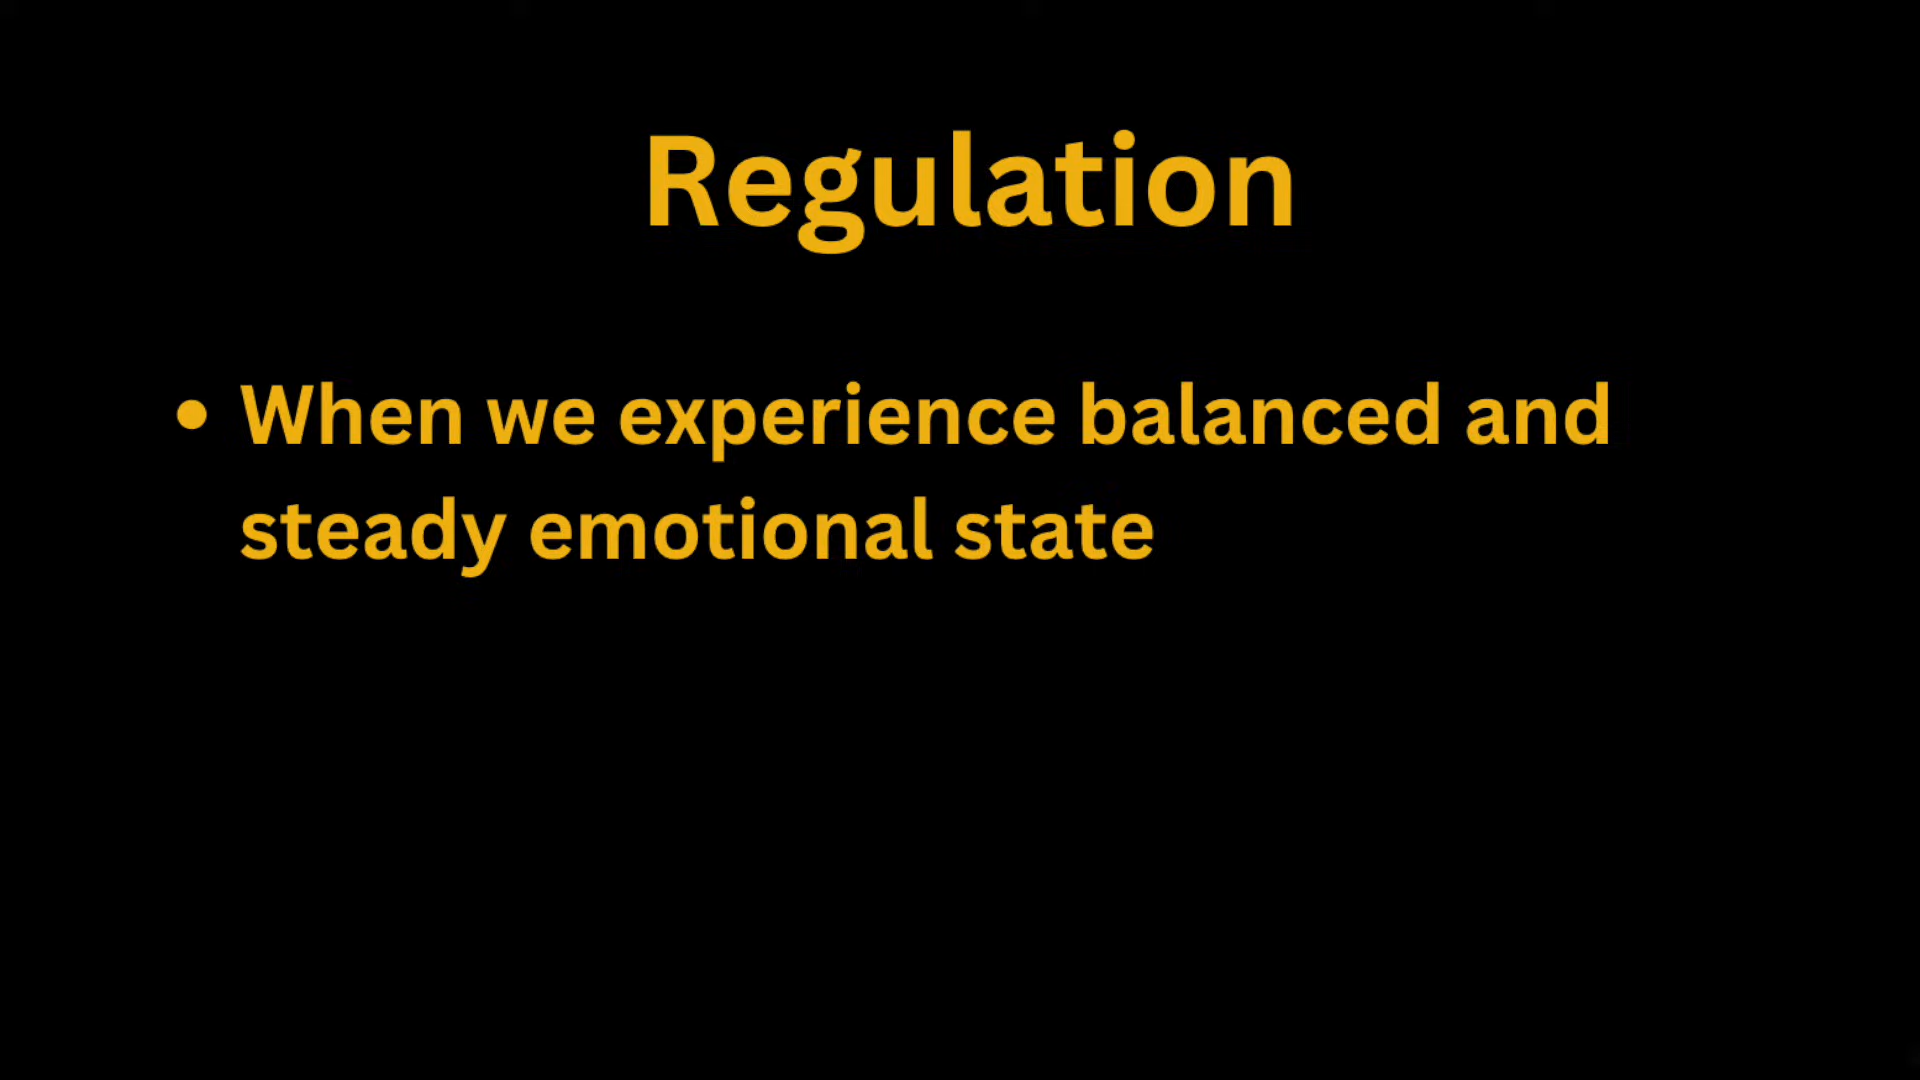 Regulation
• When we experience balanced and
steady emotional state